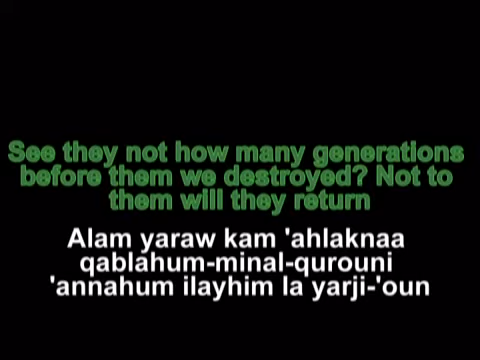 See they not how many generations
before them we destroyed? Not to
them will they return
Alam yaraw kam 'ahlaknaa
qablahum-minal-qurouni
'annahum ilayhim la yarji-'oun